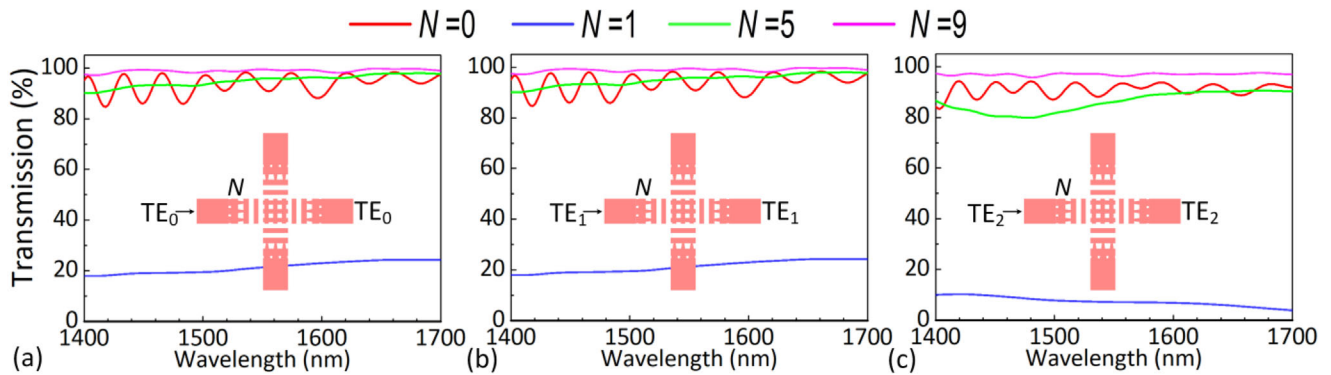 N =0 N =1 N =5 N =9
Transmission (%)
100
80
60
40
20
0
N
TE₀→ TE₀
1400 1500 1600 1700
Wavelength (nm)
(a)
100
80
60
40
20
0
N
TE₁→ TE₁
1400 1500 1600 1700
Wavelength (nm)
(b)
100
80
60
40
20
0
N
TE₂→ TE₂
1400 1500 1600 1700
Wavelength (nm)
(c)